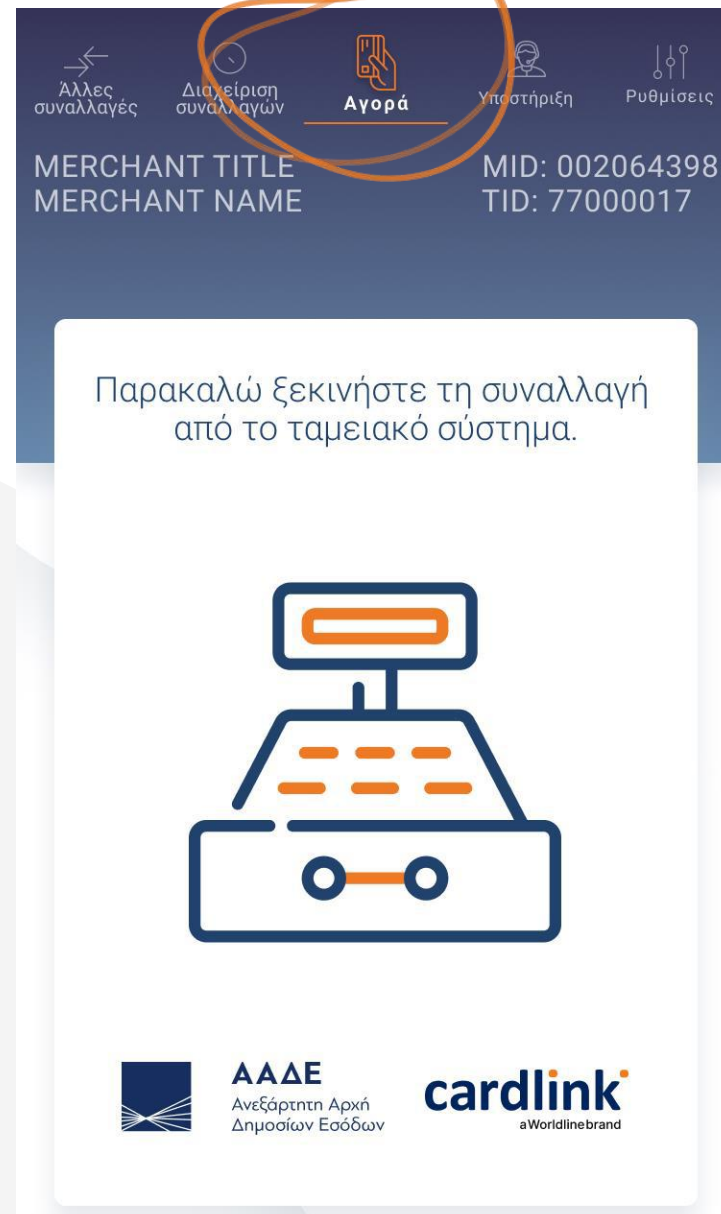 Άλλες
συναλλαγές
Διαχείριση
συναλλαγών
Αγορά
Υποστήριξη
Ρυθμίσεις
MERCHANT TITLE MID: 002064398
MERCHANT NAME TID: 77000017
Παρακαλώ ξεκινήστε τη συναλλαγή
από το ταμειακό σύστημα.
ΑΑΔΕ
Ανεξάρτητη Αρχή
Δημοσίων Εσόδων
cardlink
a Worldline brand